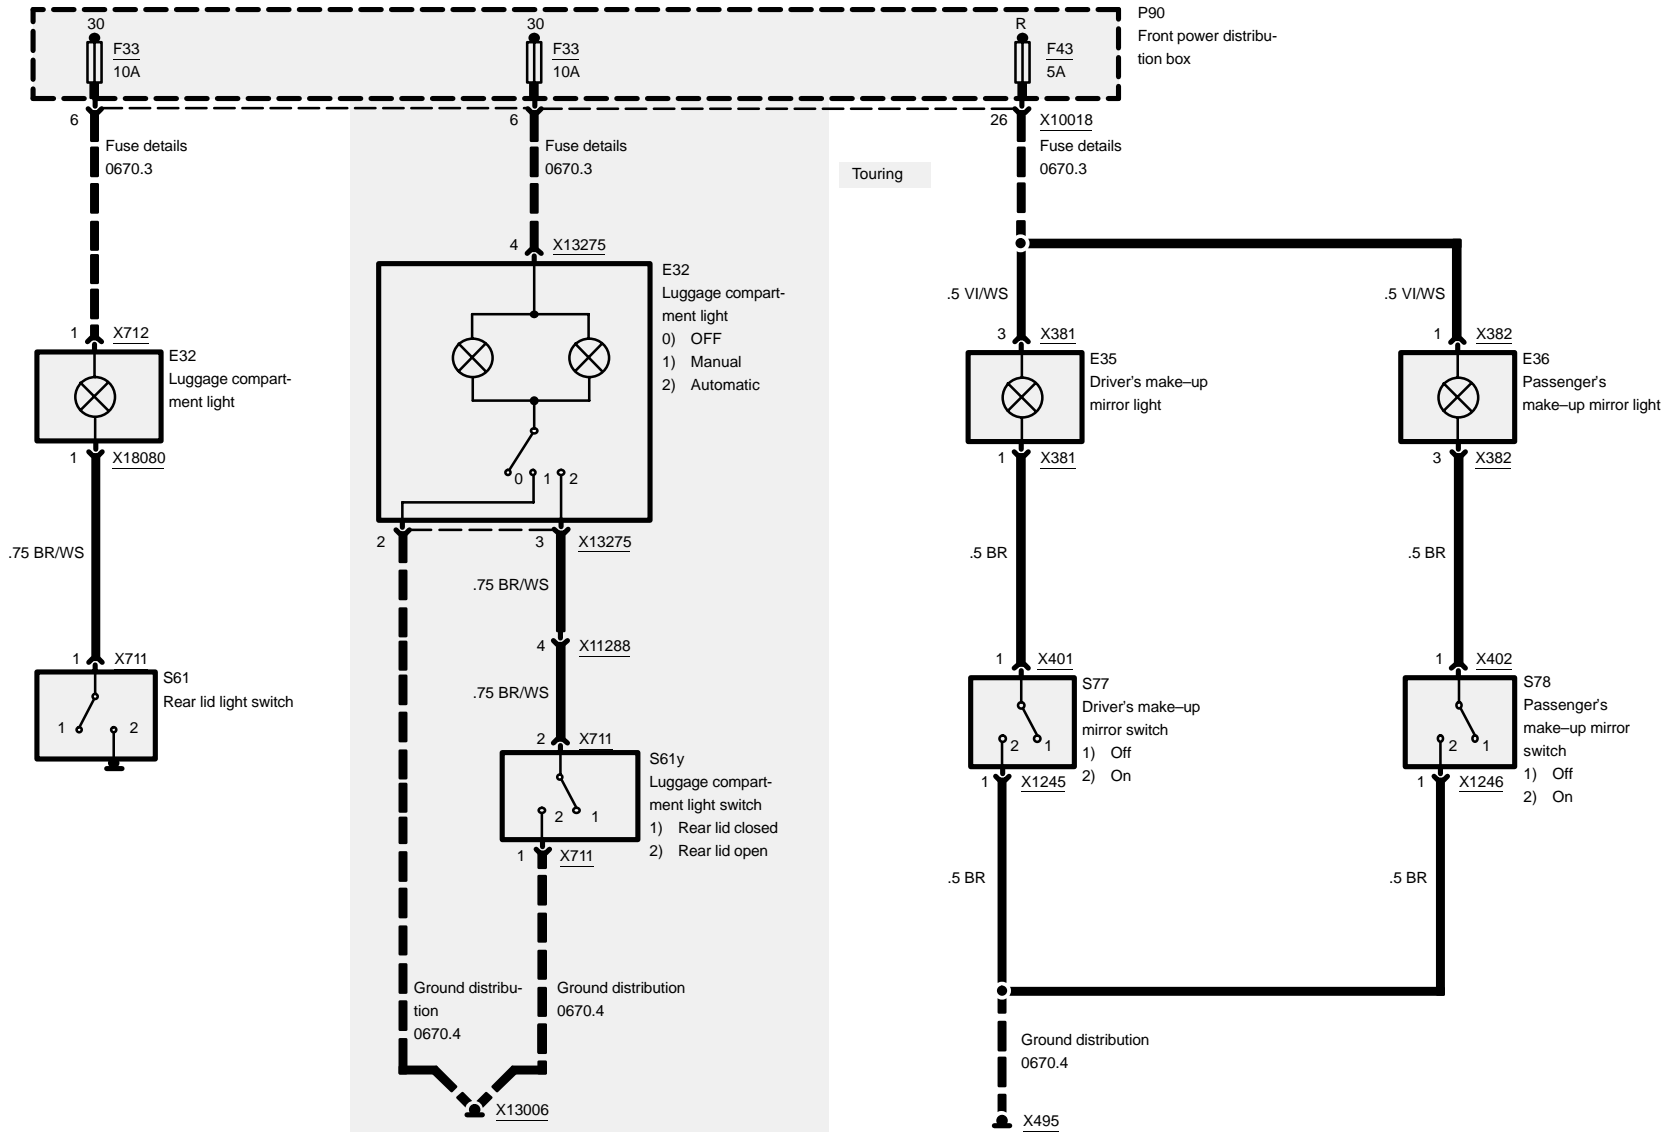 30
F33
10A
30
F33
10A
R
F43
5A
P90
Front power distribu-
tion box
6
6
26
X10018
Fuse details
0670.3
Fuse details
0670.3
Fuse details
0670.3
Touring
4
X13275
E32
Luggage compart-
ment light
0) OFF
1) Manual
2) Automatic
.5 VI/WS
.5 VI/WS
1
X712
3
X381
1
X382
E32
Luggage compart-
ment light
E35
Driver's make–up
mirror light
E36
Passenger's
make–up mirror light
1
X18080
1
X381
3
X382
0
1
2
2
3
X13275
.75 BR/WS
.75 BR/WS
.5 BR
.5 BR
4
X11288
1
X711
S61
Rear lid light switch
1
2
.75 BR/WS
1
X401
1
X402
S77
Driver's make–up
mirror switch
1) Off
2) On
2
1
S78
Passenger's
make–up mirror
switch
1) Off
2) On
2
1
2
X711
S61y
Luggage compart-
ment light switch
1) Rear lid closed
2) Rear lid open
2
1
1
X1245
1
X1246
1
X711
.5 BR
.5 BR
Ground distribu-
tion
0670.4
Ground distribution
0670.4
Ground distribution
0670.4
X13006
X495